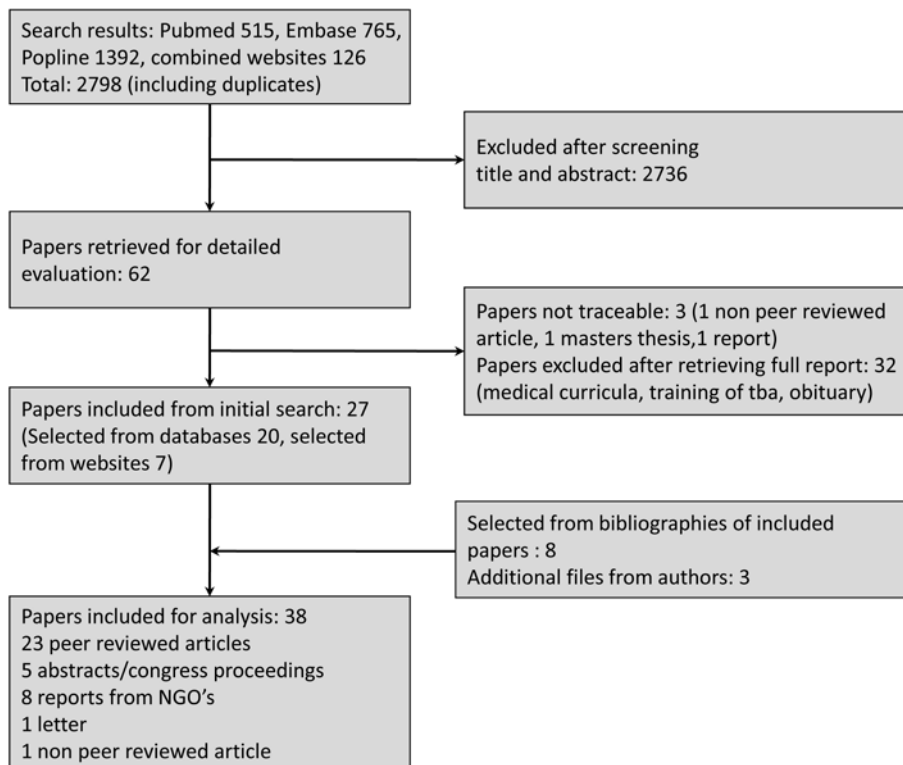 Search results: Pubmed 515, Embase 765,
Popline 1392, combined websites 126
Total: 2798 (including duplicates)
Excluded after screening
title and abstract: 2736
Papers retrieved for detailed
evaluation: 62
Papers not traceable: 3 (1 non peer reviewed
article, 1 masters thesis,1 report)
Papers excluded after retrieving full report: 32
(medical curricula, training of tba, obituary)
Papers included from initial search: 27
(Selected from databases 20, selected
from websites 7)
Selected from bibliographies of included
papers : 8
Additional files from authors: 3
Papers included for analysis: 38
23 peer reviewed articles
5 abstracts/congress proceedings
8 reports from NGO's
1 letter
1 non peer reviewed article